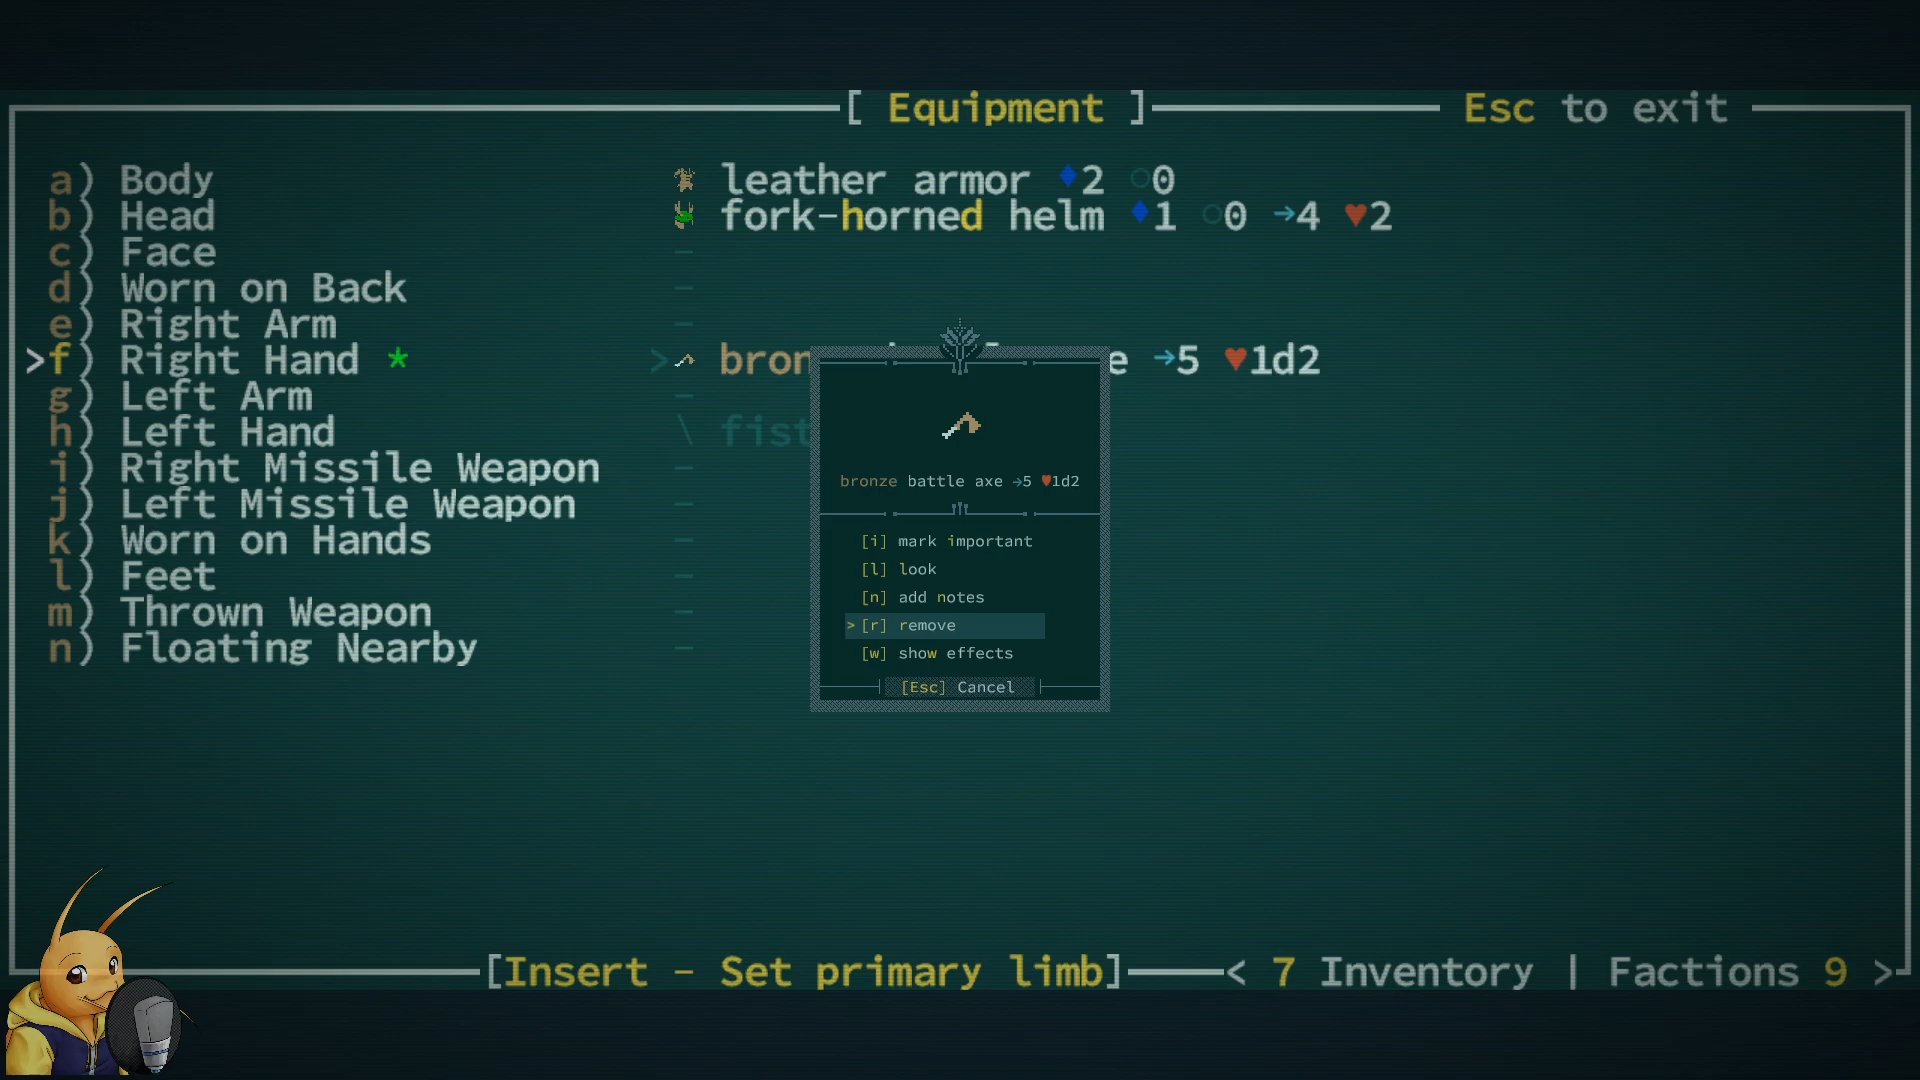 [ Equipment ] Esc to exit
a) Body leather armor ♦2 ○0
b) Head fork-horned helm ♦1 ○0 →4 ♥2
c) Face –
d) Worn on Back –
e) Right Arm –
>f) Right Hand * > bron e →5 ♥1d2
g) Left Arm –
h) Left Hand \ fist
i) Right Missile Weapon –
j) Left Missile Weapon –
k) Worn on Hands –
l) Feet –
m) Thrown Weapon –
n) Floating Nearby –
bronze battle axe →5 ♥1d2
[i] mark important
[l] look
[n] add notes
>[r] remove
[w] show effects
[Esc] Cancel
[Insert – Set primary limb] < 7 Inventory | Factions 9 >